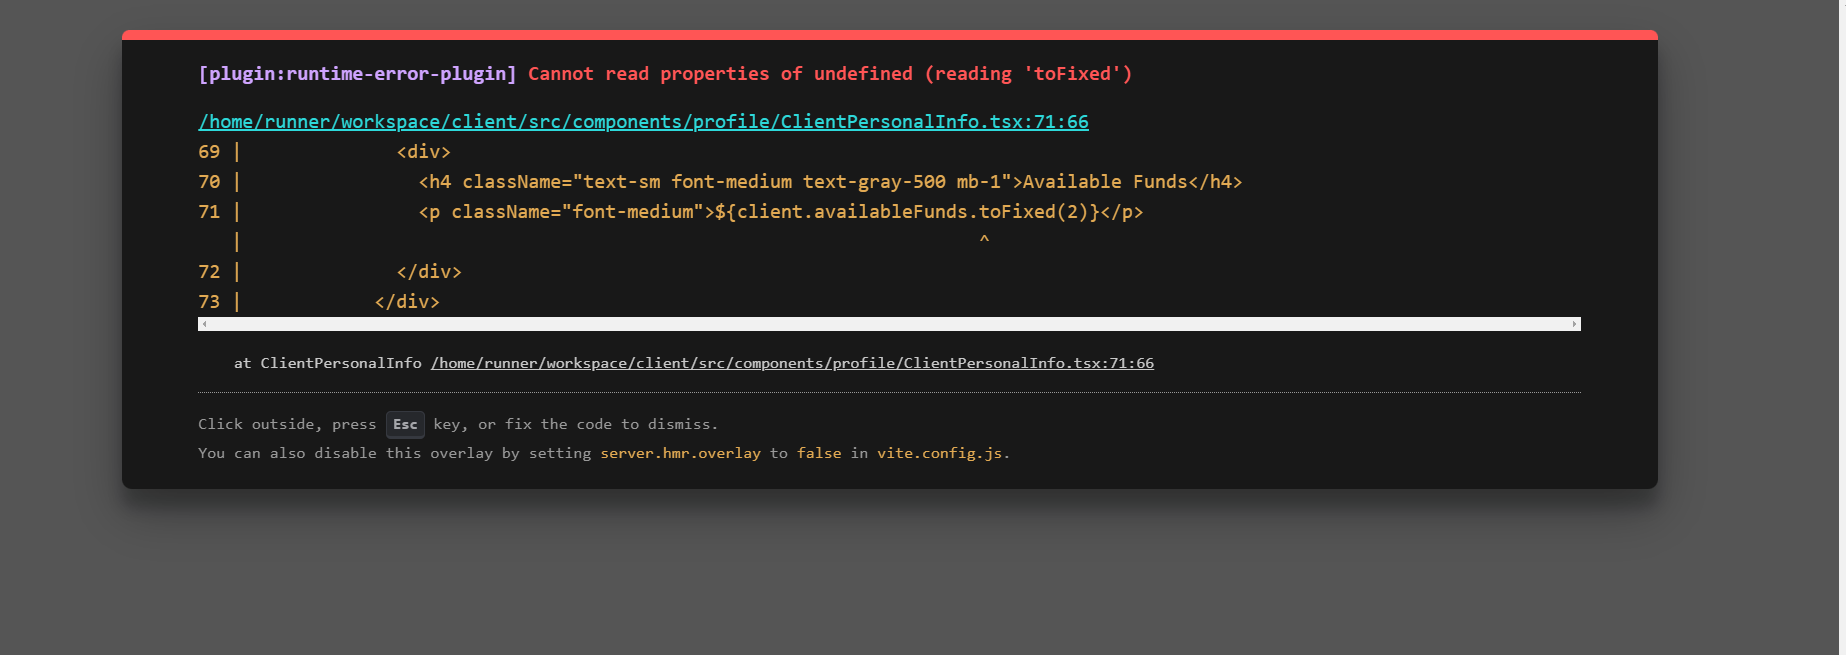 [plugin:runtime-error-plugin] Cannot read properties of undefined (reading 'toFixed')
/home/runner/workspace/client/src/components/profile/ClientPersonalInfo.tsx:71:66
69 |              <div>
70 |                <h4 className="text-sm font-medium text-gray-500 mb-1">Available Funds</h4>
71 |                <p className="font-medium">${client.availableFunds.toFixed(2)}</p>
   |                                                                   ^
72 |              </div>
73 |            </div>
at ClientPersonalInfo /home/runner/workspace/client/src/components/profile/ClientPersonalInfo.tsx:71:66
Click outside, press Esc key, or fix the code to dismiss.
You can also disable this overlay by setting server.hmr.overlay to false in vite.config.js.